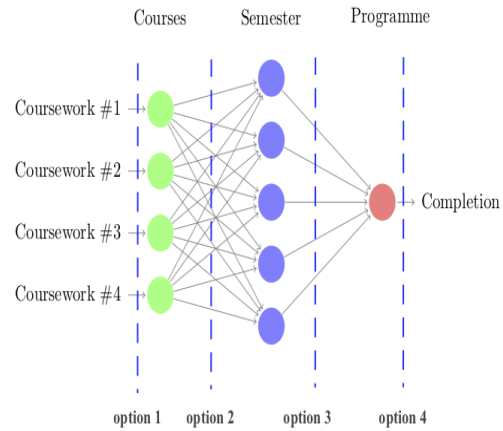 Courses Semester Programme
Coursework #1
Coursework #2
Coursework #3
Coursework #4
Completion
option 1 option 2 option 3 option 4